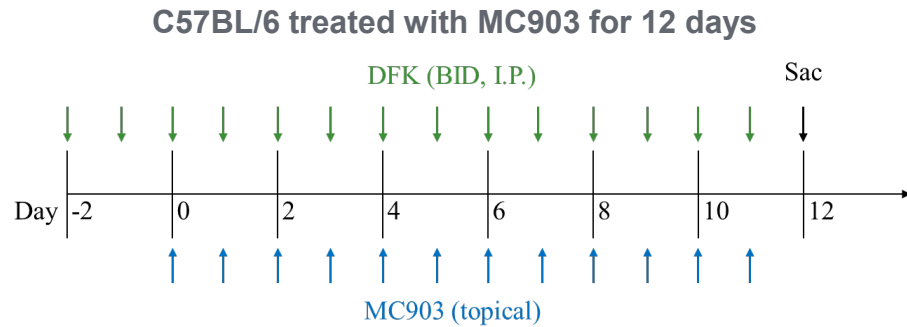 C57BL/6 treated with MC903 for 12 days
DFK (BID, I.P.)
Sac
Day -2 0 2 4 6 8 10 12
MC903 (topical)